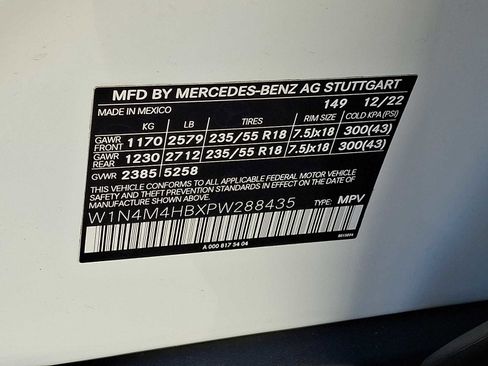 MFD BY MERCEDES-BENZ AG STUTTGART
MADE IN MEXICO 149 12/22
KG LB TIRES RIM SIZE COLD KPA(PSI)
GAWR FRONT 1170 2579 235/55 R18 7.5Jx18 300(43)
GAWR REAR 1230 2712 235/55 R18 7.5Jx18 300(43)
GVWR 2385 5258
THIS VEHICLE CONFORMS TO ALL APPLICABLE FEDERAL MOTOR VEHICLE
SAFETY AND THEFT PREVENTION STANDARDS IN EFFECT ON THE DATE OF
MANUFACTURE SHOWN ABOVE.
W1N4M4HBXPW288435 TYPE: MPV
A 000 817 54 04